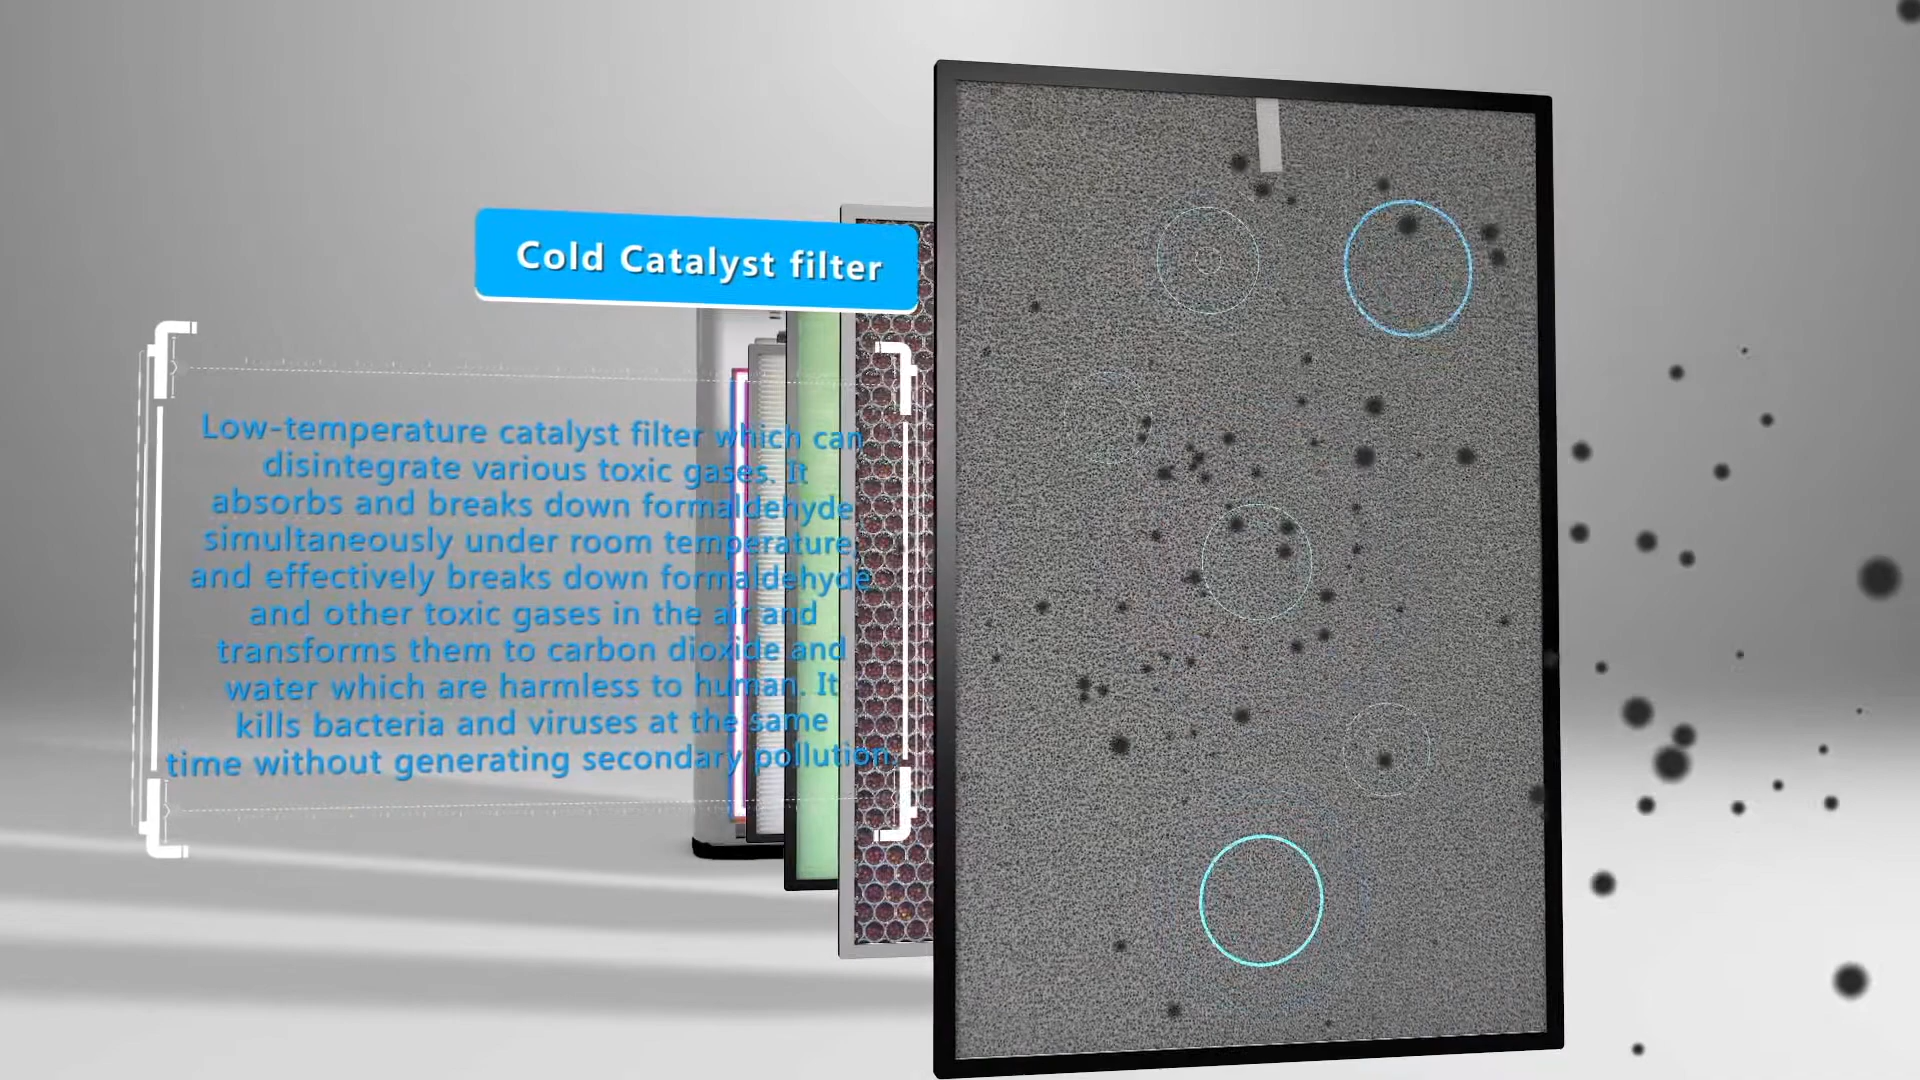 Cold Catalyst filter
Low-temperature catalyst filter which can
disintegrate various toxic gases. It
absorbs and breaks down formaldehyde,
simultaneously under room temperature,
and effectively breaks down formaldehyde
and other toxic gases in the air and
transforms them to carbon dioxide and
water which are harmless to human. It
kills bacteria and viruses at the same
time without generating secondary pollution.